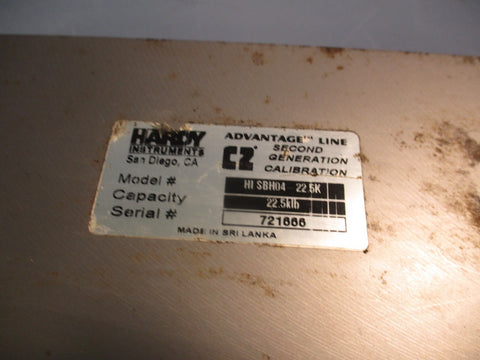 HARDY
INSTRUMENTS
San Diego, CA
ADVANTAGE™ LINE
C2® SECOND
GENERATION
CALIBRATION
Model # HI SBH04 - 22.5K
Capacity 22.5klb
Serial # 721666
MADE IN SRI LANKA